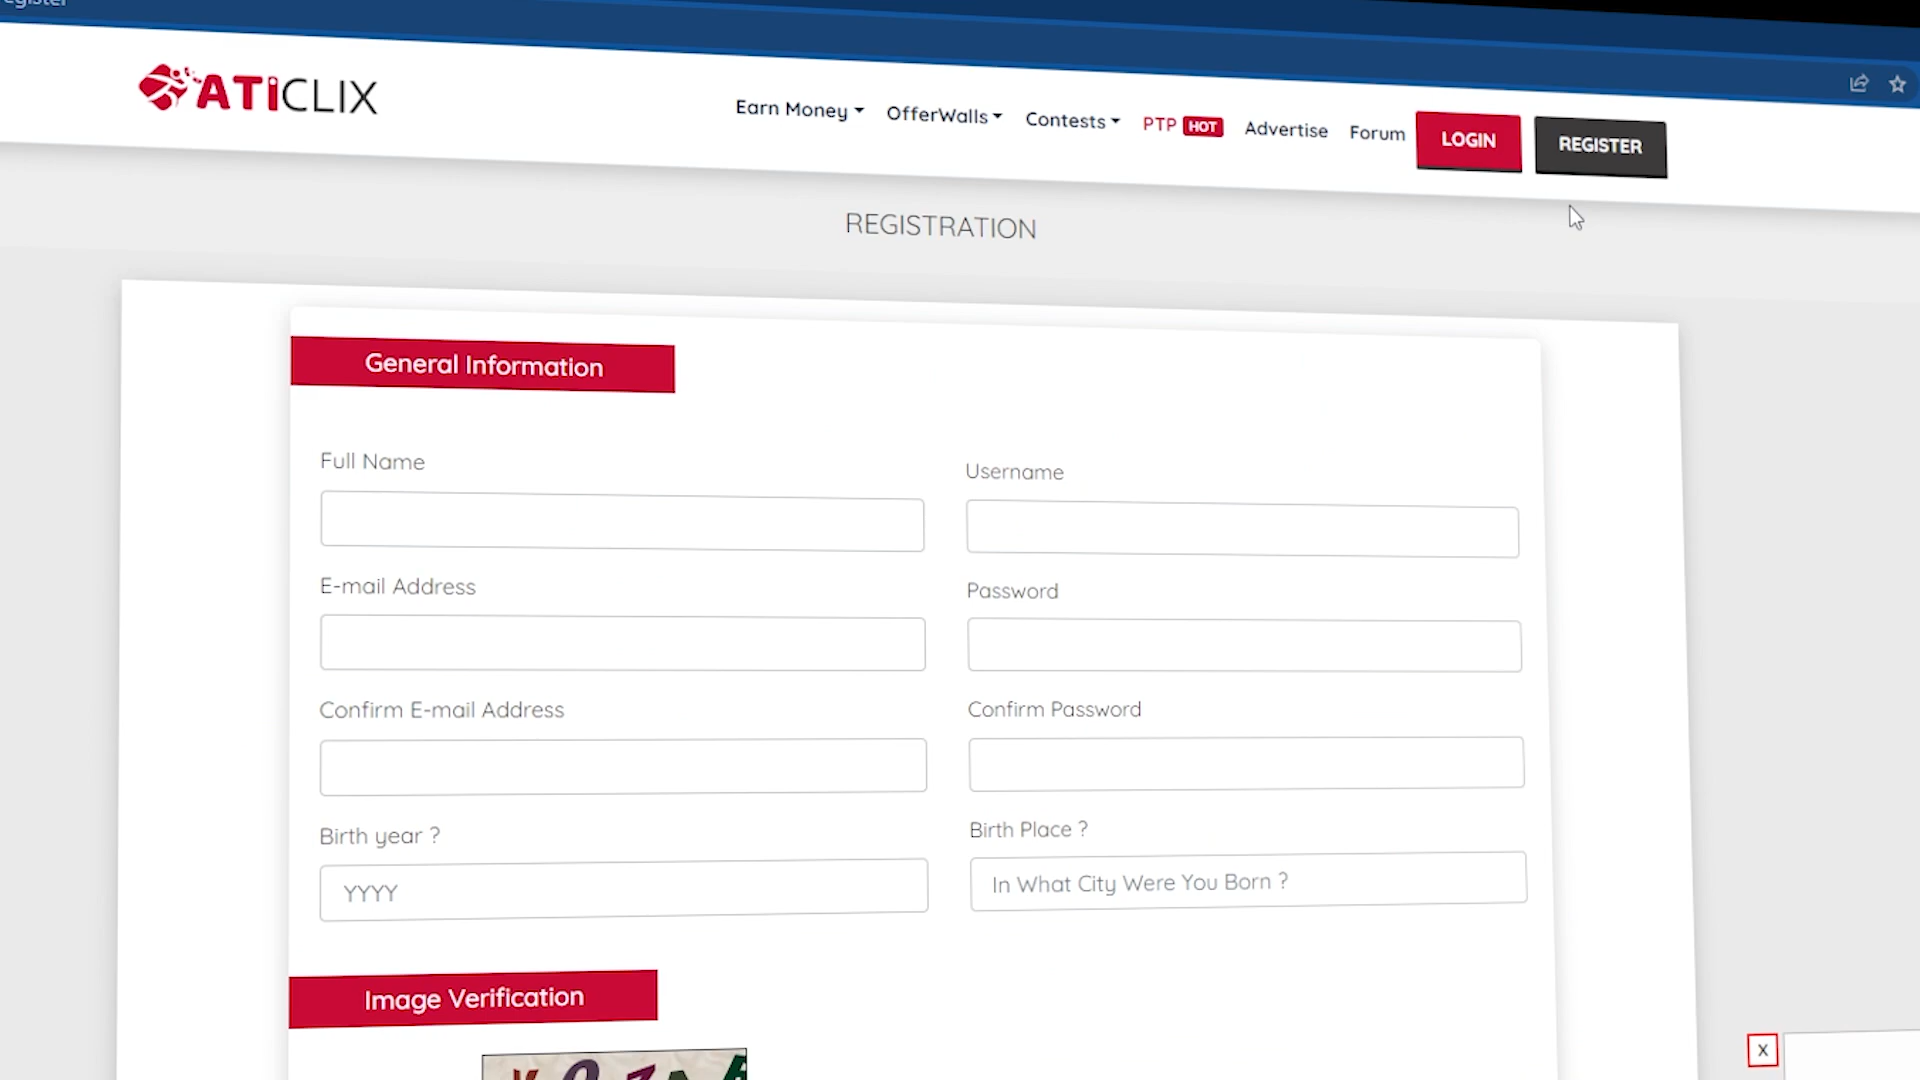 ATiCLIX
Earn Money OfferWalls Contests PTP HOT Advertise Forum LOGIN REGISTER
REGISTRATION
General Information
Full Name
Username
E-mail Address
Password
Confirm E-mail Address
Confirm Password
Birth year ?
Birth Place ?
YYYY
In What City Were You Born ?
Image Verification
X